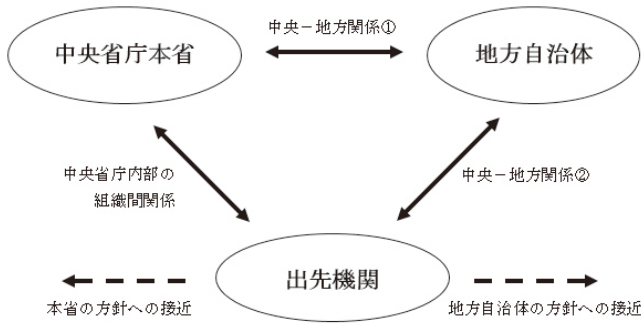 中央－地方関係①
中央省庁本省
地方自治体
中央省庁内部の
組織間関係
中央－地方関係②
出先機関
本省の方針への接近
地方自治体の方針への接近